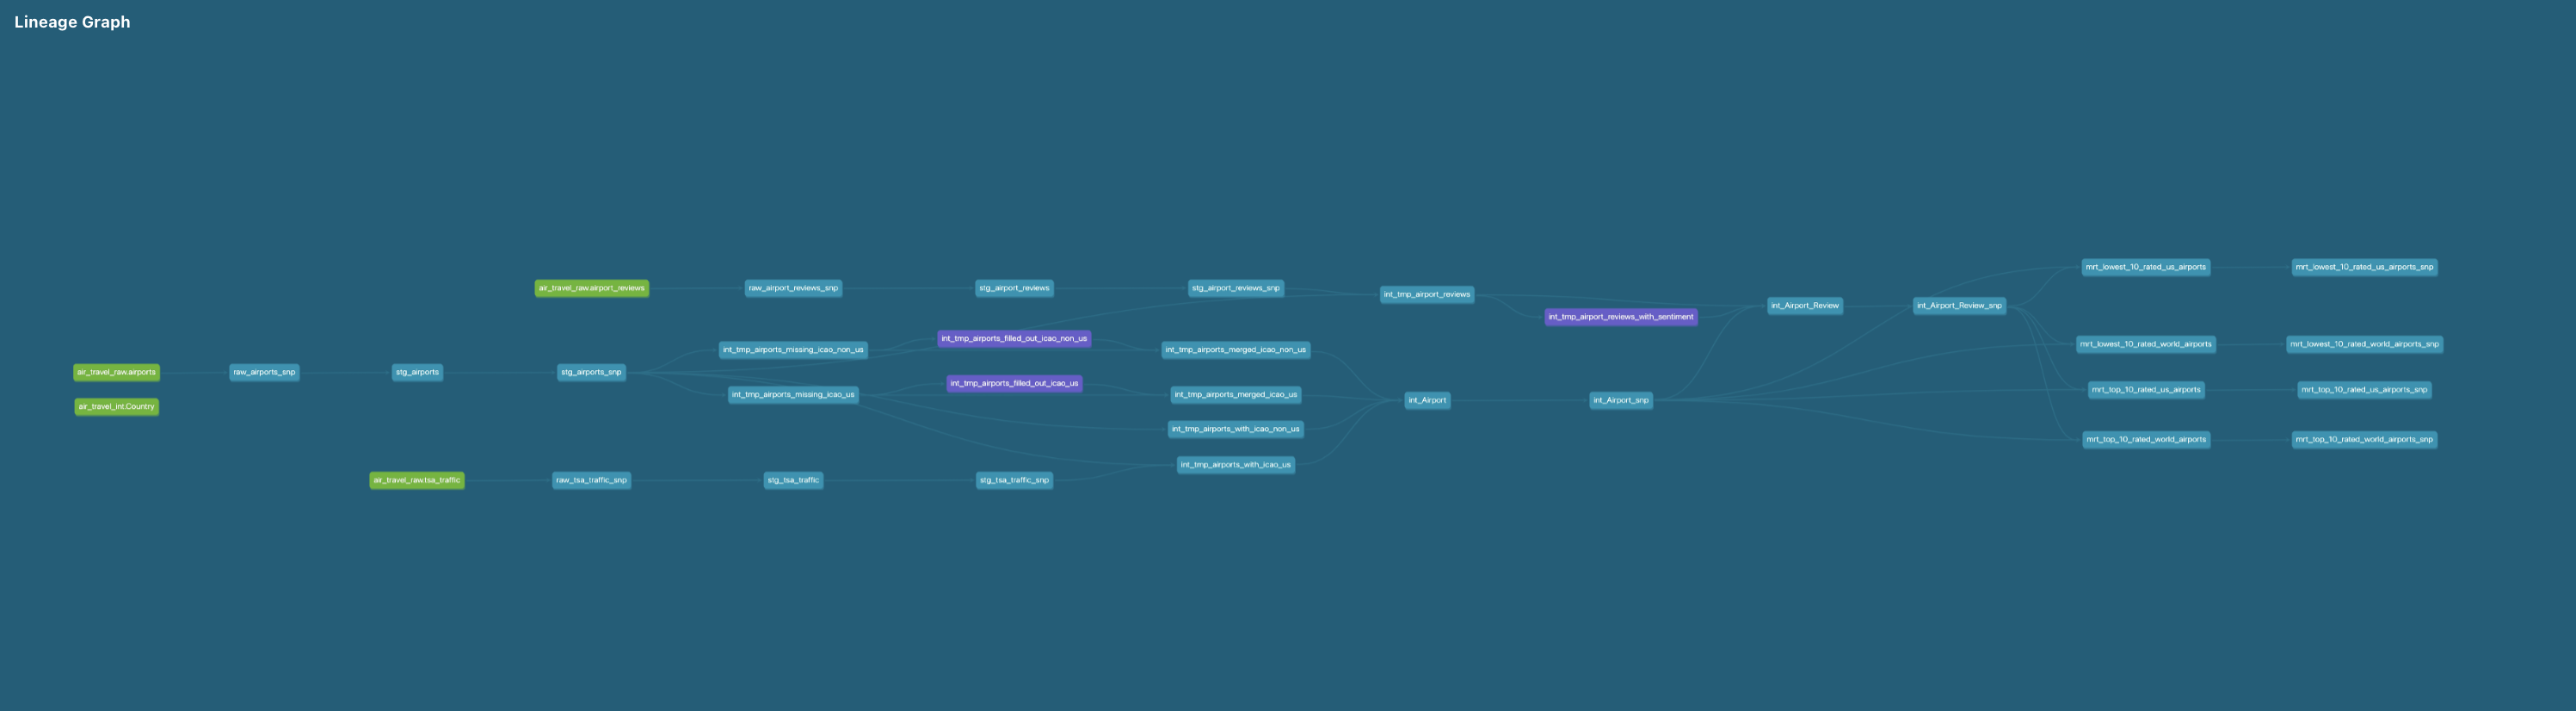 Lineage Graph
mrt_lowest_10_rated_us_airports
mrt_lowest_10_rated_us_airports_snp
air_travel_raw.airport_reviews
raw_airport_reviews_snp
stg_airport_reviews
stg_airport_reviews_snp
int_tmp_airport_reviews
int_Airport_Review
int_Airport_Review_snp
int_tmp_airport_reviews_with_sentiment
int_tmp_airports_filled_out_icao_non_us
mrt_lowest_10_rated_world_airports
mrt_lowest_10_rated_world_airports_snp
int_tmp_airports_missing_icao_non_us
int_tmp_airports_merged_icao_non_us
air_travel_raw.airports
raw_airports_snp
stg_airports
stg_airports_snp
int_tmp_airports_filled_out_icao_us
mrt_top_10_rated_us_airports
mrt_top_10_rated_us_airports_snp
int_tmp_airports_missing_icao_us
int_tmp_airports_merged_icao_us
int_Airport
int_Airport_snp
air_travel_int.Country
int_tmp_airports_with_icao_non_us
mrt_top_10_rated_world_airports
mrt_top_10_rated_world_airports_snp
int_tmp_airports_with_icao_us
air_travel_raw.tsa_traffic
raw_tsa_traffic_snp
stg_tsa_traffic
stg_tsa_traffic_snp